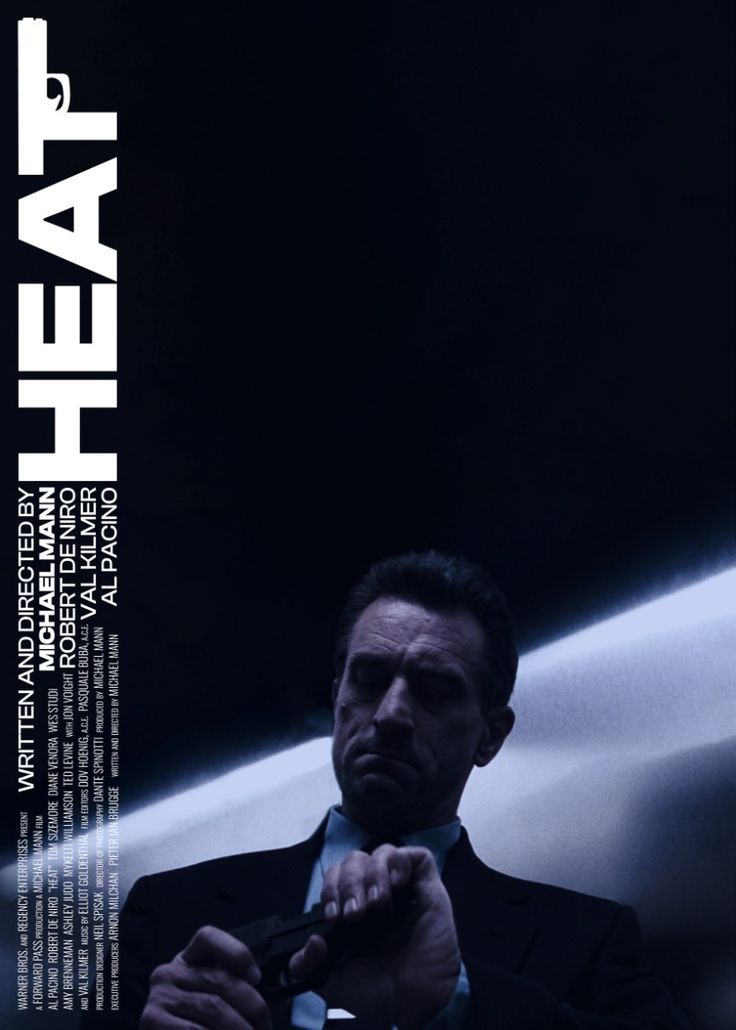 HEAT
WRITTEN AND DIRECTED BY
MICHAEL MANN
ROBERT DE NIRO
VAL KILMER
AL PACINO
WARNER BROS. AND REGENCY ENTERPRISES PRESENT
A FORWARD PASS PRODUCTION A MICHAEL MANN FILM
AL PACINO ROBERT DE NIRO "HEAT" TOM SIZEMORE DIANE VENORA WES STUDI
AMY BRENNEMAN ASHLEY JUDD MYKELTI WILLIAMSON TED LEVINE WITH JON VOIGHT
AND VAL KILMER MUSIC BY ELLIOT GOLDENTHAL FILM EDITORS DOV HOENIG, A.C.E. PASQUALE BUBA, A.C.E.
PRODUCTION DESIGNER NEIL SPISAK DIRECTOR OF PHOTOGRAPHY DANTE SPINOTTI PRODUCED BY MICHAEL MANN
EXECUTIVE PRODUCERS ARNON MILCHAN PIETER JAN BRUGGE WRITTEN AND DIRECTED BY MICHAEL MANN